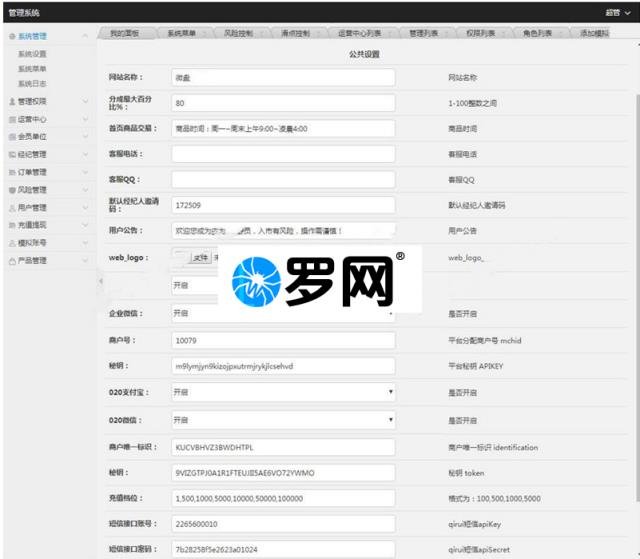 管理系统 超管
系统管理 我的面板 系统菜单 风险控制 滑点控制 运营中心列表 管理列表 权限列表 角色列表 添加模拟
系统设置
系统菜单
系统日志
管理权限
运营中心
会员单位
经纪管理
订单管理
风险管理
用户管理
充值提现
模拟账号
产品管理
公共设置
网站名称： 微盘 网站名称
分成最大百分比%： 80 1-100整数之间
首页商品交易： 商品时间：周一~周末上午9:00~凌晨4:00 商品时间
客服电话： 客服电话
客服QQ： 客服QQ
默认经纪人邀请码： 172509 默认经纪人邀请码
用户公告： 欢迎您成为 员，入市有风险，操作需谨慎！ 用户公告
web_logo： 文件 web_logo_
罗网®
开启
企业微信： 开启 是否开启
商户号： 10079 平台分配商户号 mchid
秘钥： m9lymjyn9kizojpxutrmjrykjlcsehvd 平台秘钥 APIKEY
020支付宝： 开启 是否开启
020微信： 开启 是否开启
商户唯一标识： KUCVBHVZ3BWDHTPL 商户唯一标识 identification
秘钥： 9VIZGTPJ0A1R1FTEUJII5AE6VO72YWMO 秘钥 token
充值档位： 1,500,1000,5000,10000,50000,100000 格式为：100,500,1000,5000
短信接口账号： 2265600010 qirui短信apiKey
短信接口密码： 7b2825Bf5e2623a01024 qirui短信apiSecret